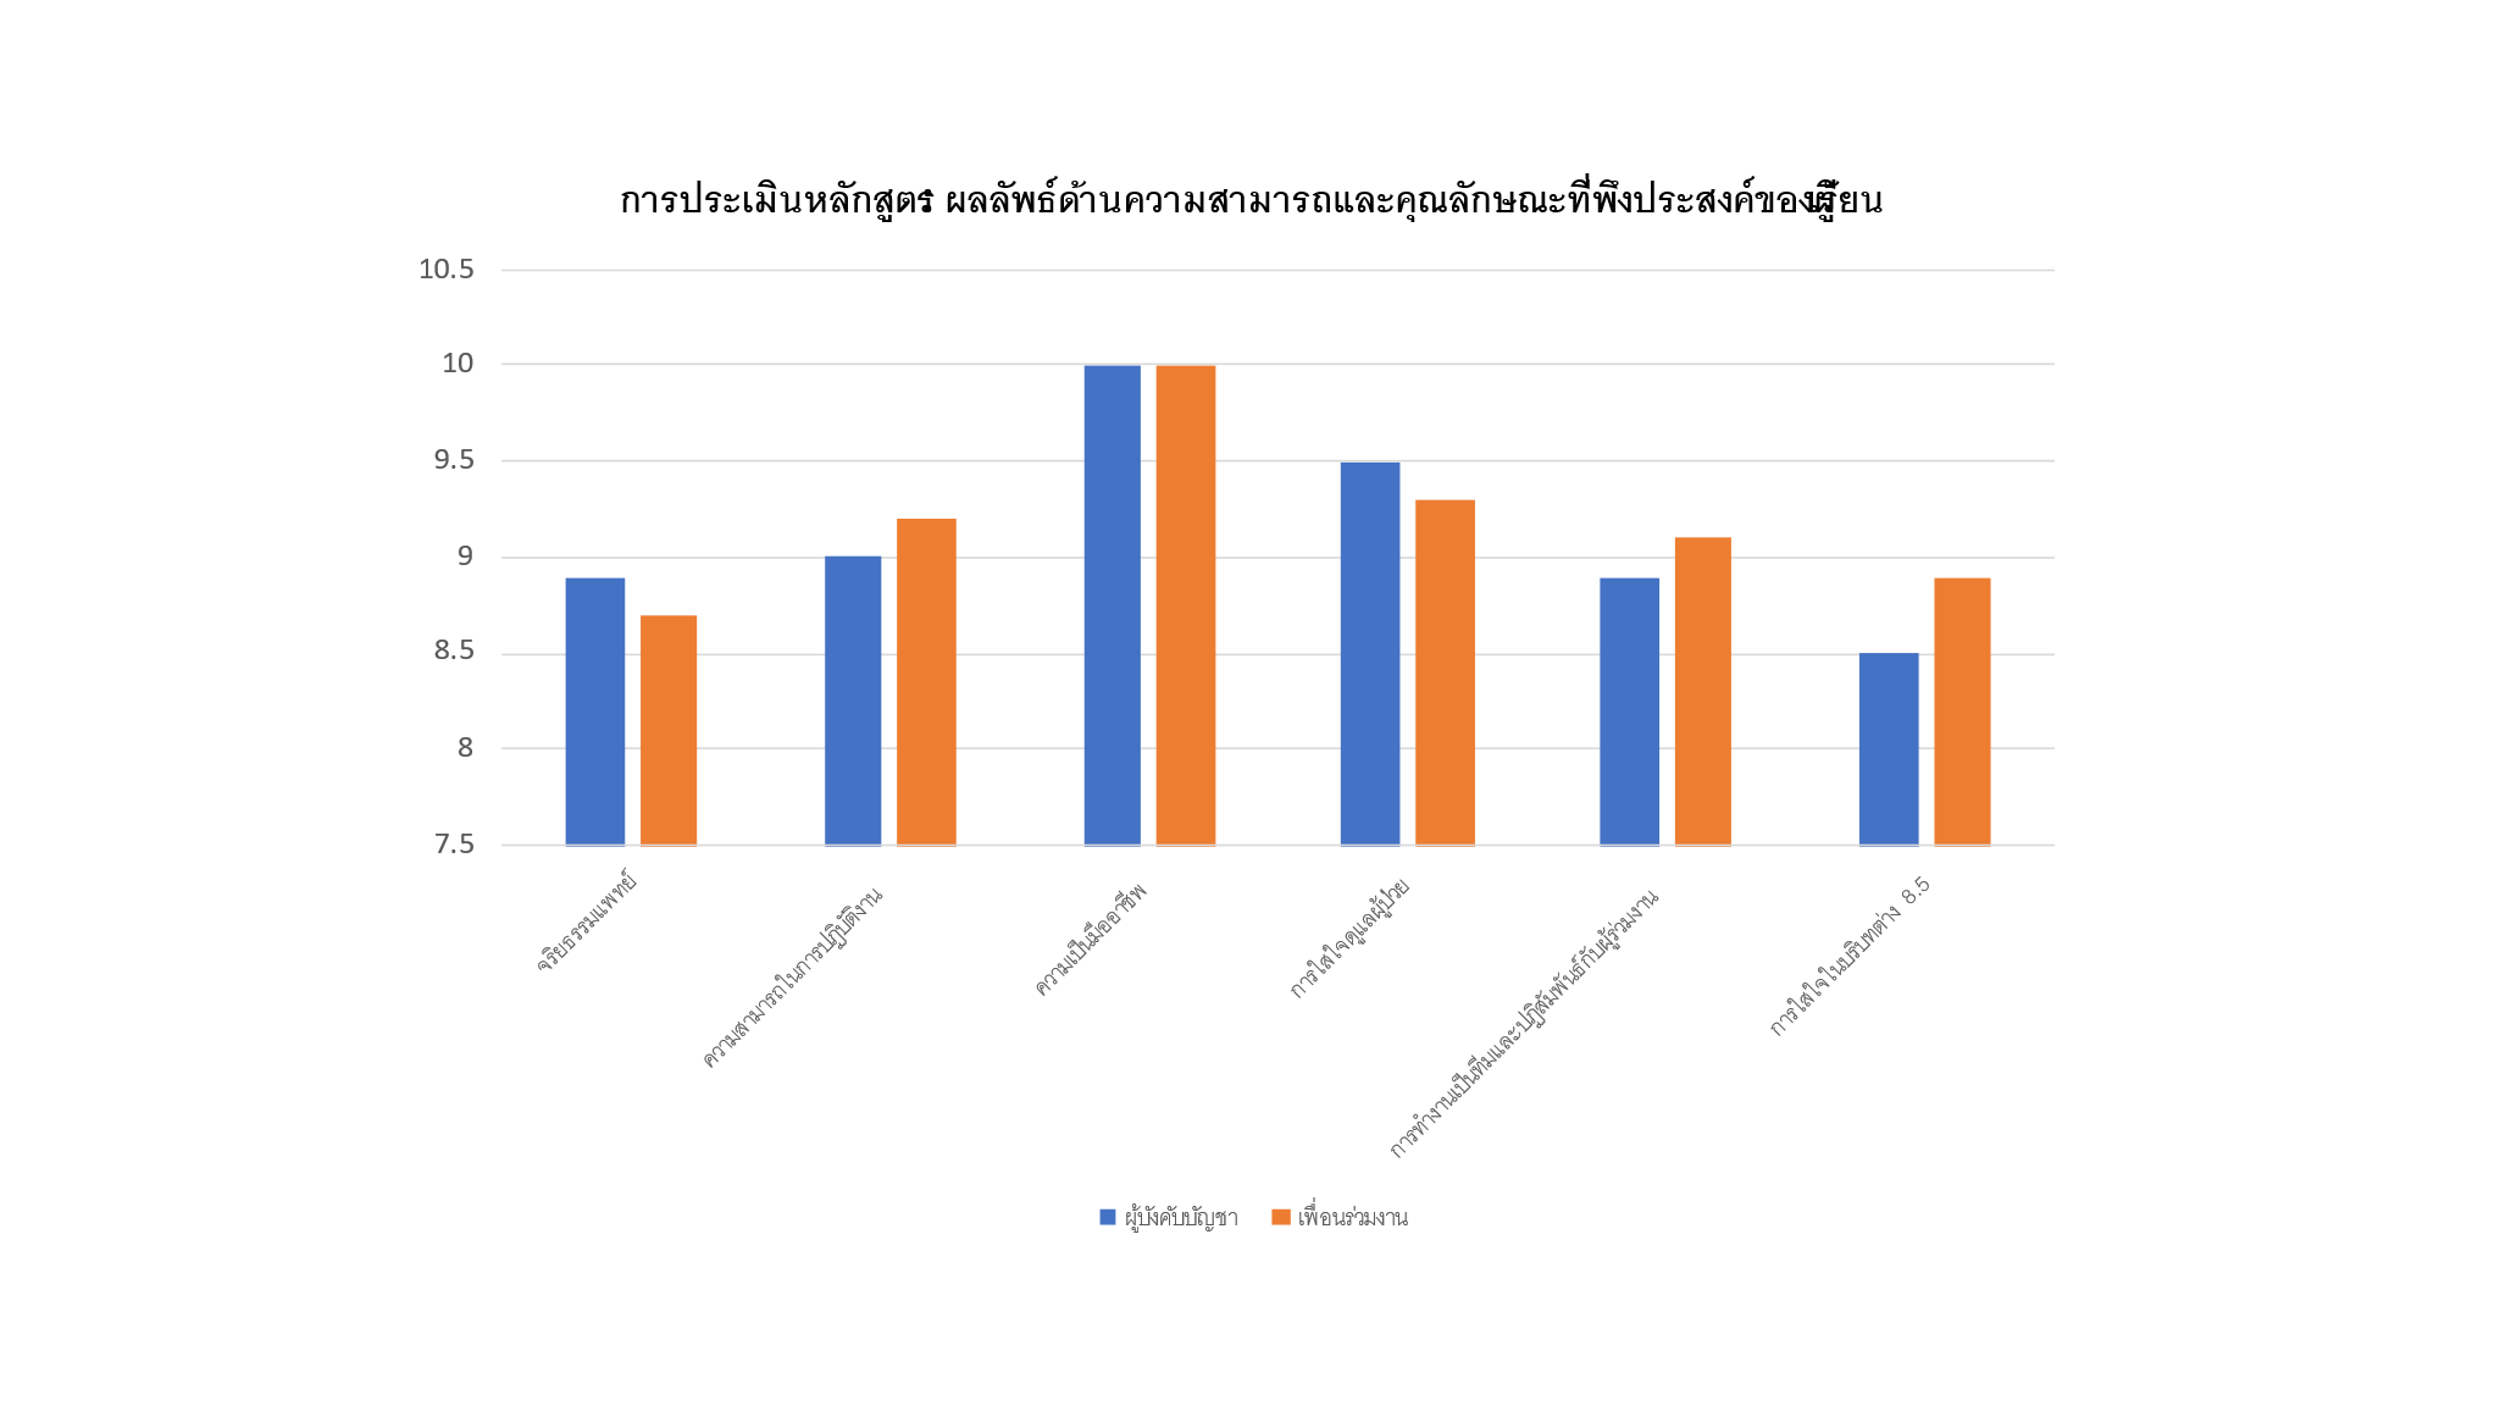 การประเมินหลักสูตร: ผลลัพธ์ด้านความสามารถและคุณลักษณะที่พึงประสงค์ของผู้เรียน
10.5
10
9.5
9
8.5
8
7.5
จริยธรรมแพทย์
ความสามารถในการปฏิบัติงาน
ความเป็นมืออาชีพ
การใส่ใจดูแลผู้ป่วย
การทำงานเป็นทีมและปฏิสัมพันธ์กับผู้ร่วมงาน
การใส่ใจในบริบทต่าง 8.5
ผู้บังคับบัญชา
เพื่อนร่วมงาน